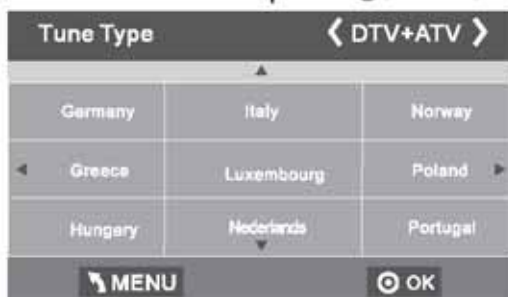 Tune Type ❮ DTV+ATV ❯
Germany Italy Norway
Greece Luxembourg Poland
Hungary Nederlands Portugal
MENU OK